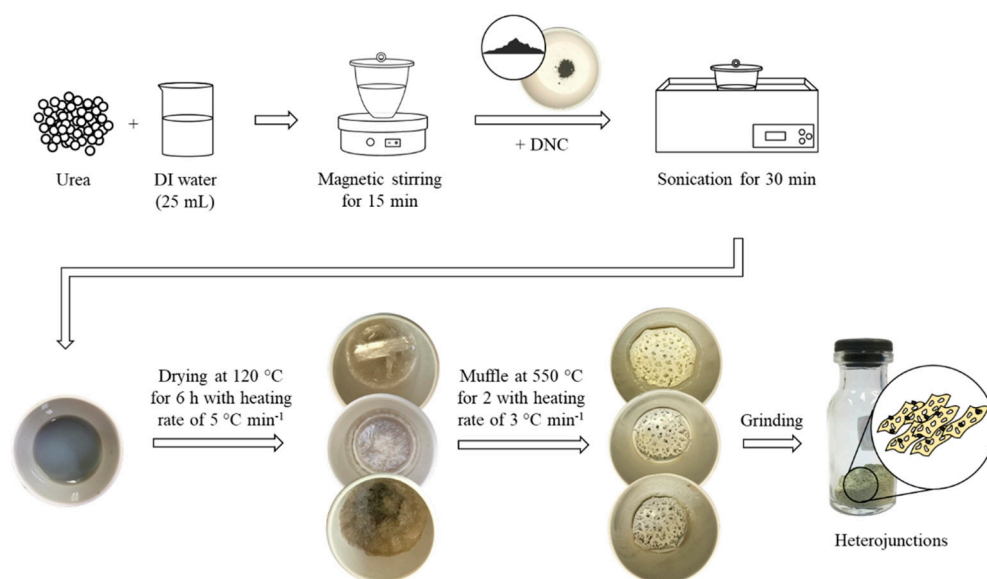 Urea
+
DI water
(25 mL)
Magnetic stirring
for 15 min
+ DNC
Sonication for 30 min
Drying at 120 °C
for 6 h with heating
rate of 5 °C min⁻¹
Muffle at 550 °C
for 2 with heating
rate of 3 °C min⁻¹
Grinding
Heterojunctions